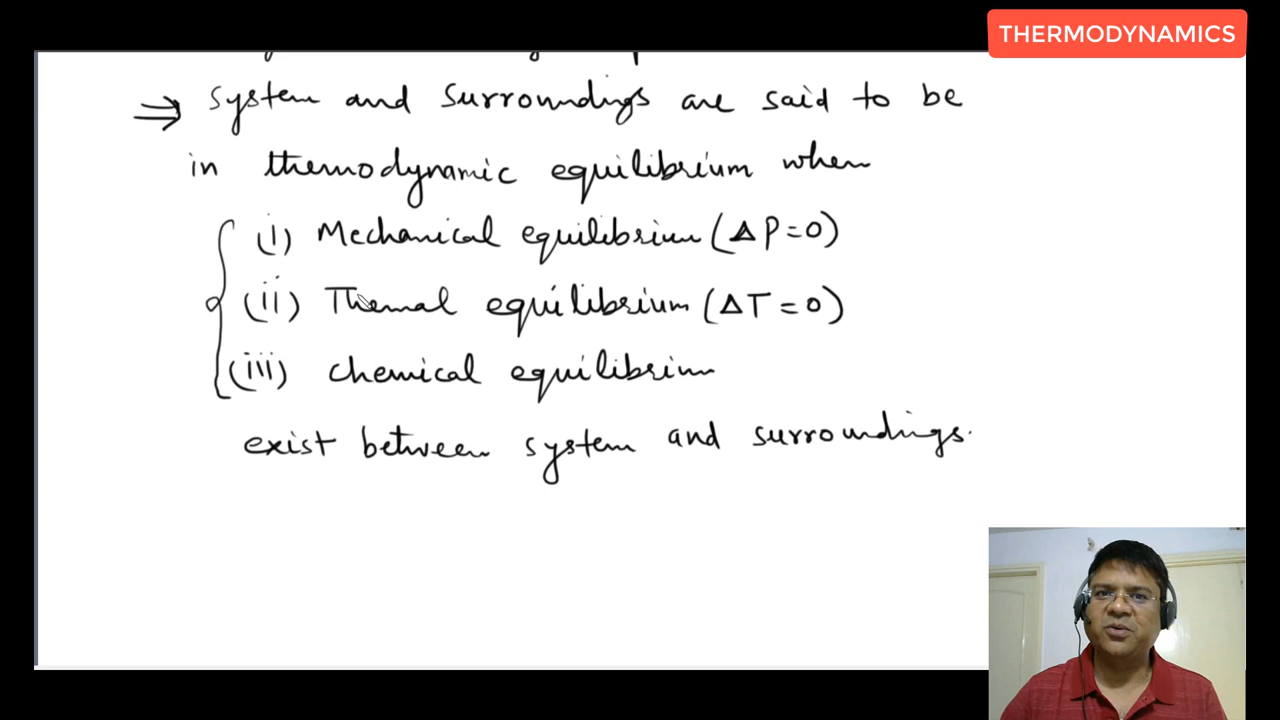 THERMODYNAMICS
⇒ system and surroundings are said to be
in thermodynamic equilibrium when
(i) Mechanical equilibrium (ΔP=0)
(ii) Thermal equilibrium (ΔT=0)
(iii) chemical equilibrium
exist between system and surroundings.